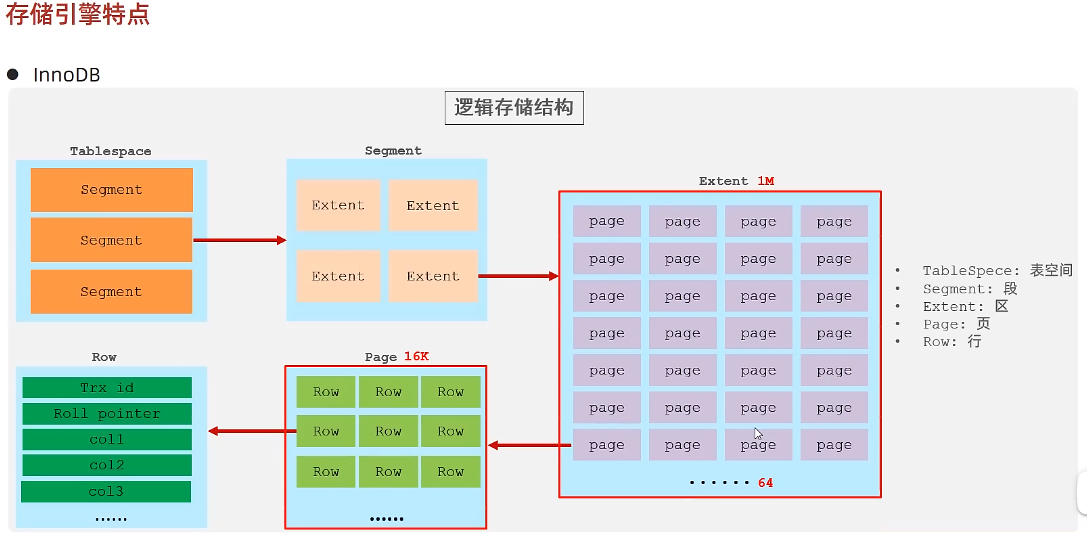 存储引擎特点
● InnoDB
逻辑存储结构
Tablespace
Segment
Segment
Segment
Segment
Extent Extent
Extent Extent
Extent 1M
page page page page
page page page page
page page page page
page page page page
page page page page
page page page page
page page page page
······ 64
• TableSpece: 表空间
• Segment: 段
• Extent: 区
• Page: 页
• Row: 行
Row
Trx id
Roll pointer
col1
col2
col3
······
Page 16K
Row Row Row
Row Row Row
Row Row Row
······